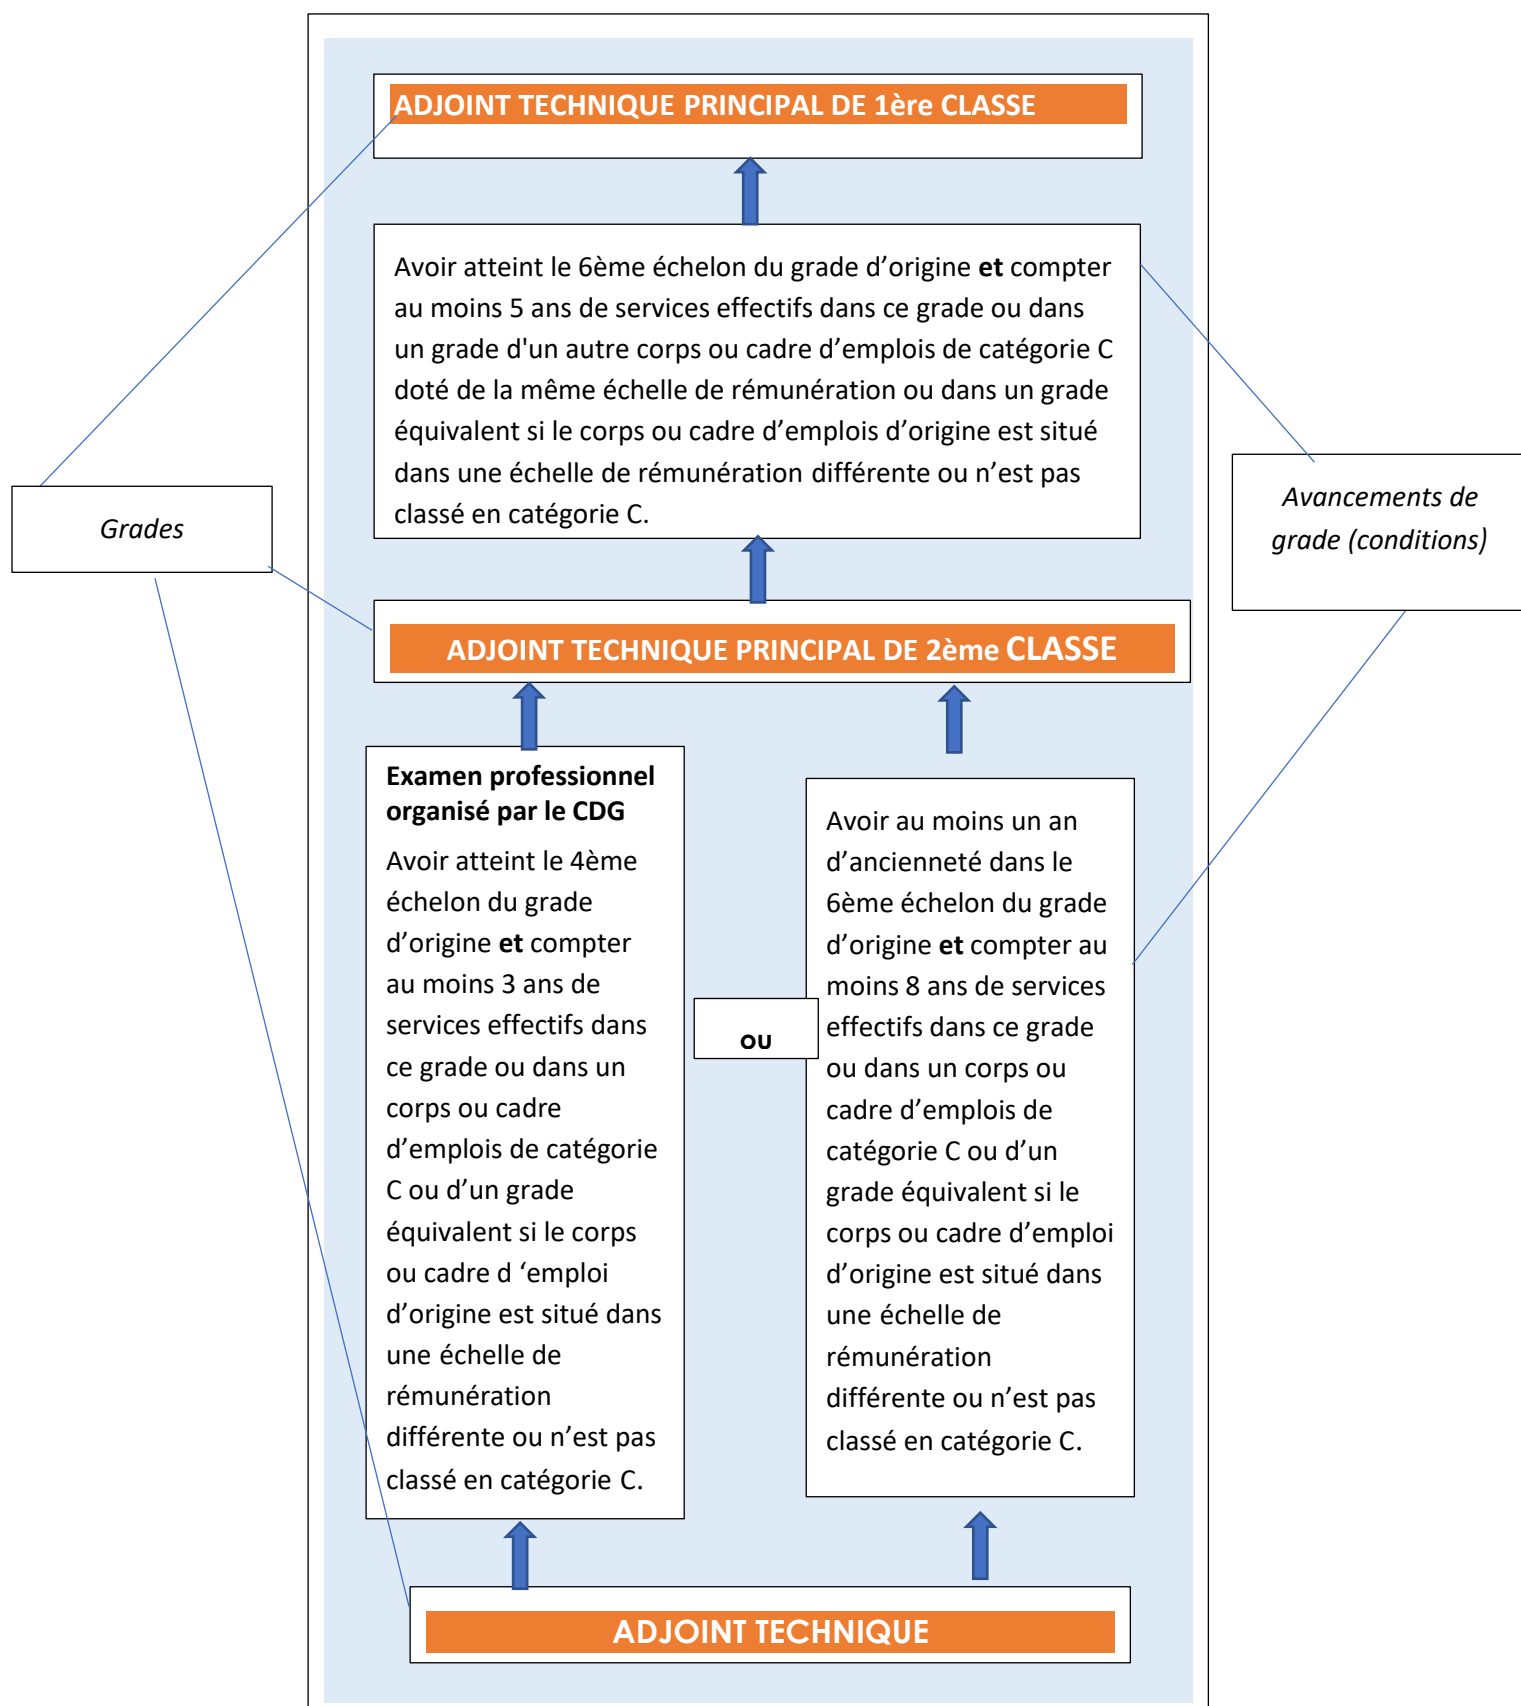 ADJOINT TECHNIQUE PRINCIPAL DE 1ère CLASSE
Avoir atteint le 6ème échelon du grade d’origine et compter
au moins 5 ans de services effectifs dans ce grade ou dans
un grade d'un autre corps ou cadre d’emplois de catégorie C
doté de la même échelle de rémunération ou dans un grade
équivalent si le corps ou cadre d’emplois d’origine est situé
dans une échelle de rémunération différente ou n’est pas
classé en catégorie C.
Grades
Avancements de
grade (conditions)
ADJOINT TECHNIQUE PRINCIPAL DE 2ème CLASSE
Examen professionnel
organisé par le CDG
Avoir atteint le 4ème
échelon du grade
d’origine et compter
au moins 3 ans de
services effectifs dans
ce grade ou dans un
corps ou cadre
d’emplois de catégorie
C ou d’un grade
équivalent si le corps
ou cadre d ‘emploi
d’origine est situé dans
une échelle de
rémunération
différente ou n’est pas
classé en catégorie C.
ou
Avoir au moins un an
d’ancienneté dans le
6ème échelon du grade
d’origine et compter au
moins 8 ans de services
effectifs dans ce grade
ou dans un corps ou
cadre d’emplois de
catégorie C ou d’un
grade équivalent si le
corps ou cadre d’emploi
d’origine est situé dans
une échelle de
rémunération
différente ou n’est pas
classé en catégorie C.
ADJOINT TECHNIQUE